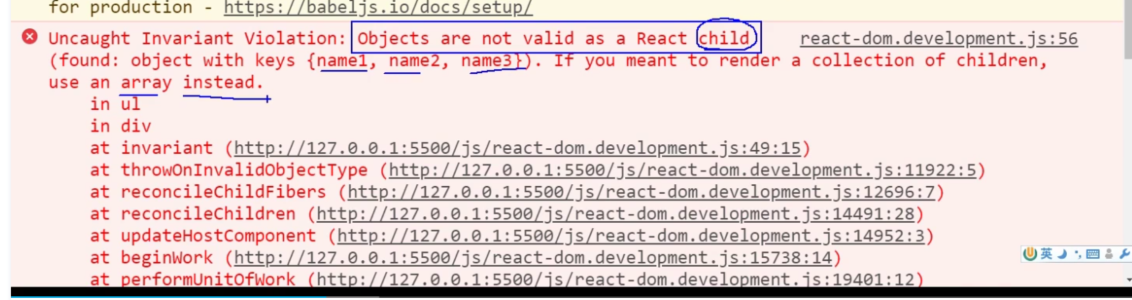 for production - https://babeljs.io/docs/setup/
Uncaught Invariant Violation: Objects are not valid as a React child react-dom.development.js:56
(found: object with keys {name1, name2, name3}). If you meant to render a collection of children,
use an array instead.
in ul
in div
at invariant (http://127.0.0.1:5500/js/react-dom.development.js:49:15)
at throwOnInvalidObjectType (http://127.0.0.1:5500/js/react-dom.development.js:11922:5)
at reconcileChildFibers (http://127.0.0.1:5500/js/react-dom.development.js:12696:7)
at reconcileChildren (http://127.0.0.1:5500/js/react-dom.development.js:14491:28)
at updateHostComponent (http://127.0.0.1:5500/js/react-dom.development.js:14952:3)
at beginWork (http://127.0.0.1:5500/js/react-dom.development.js:15738:14)
英
at performUnitOfWork (http://127.0.0.1:5500/js/react-dom.development.js:19401:12)